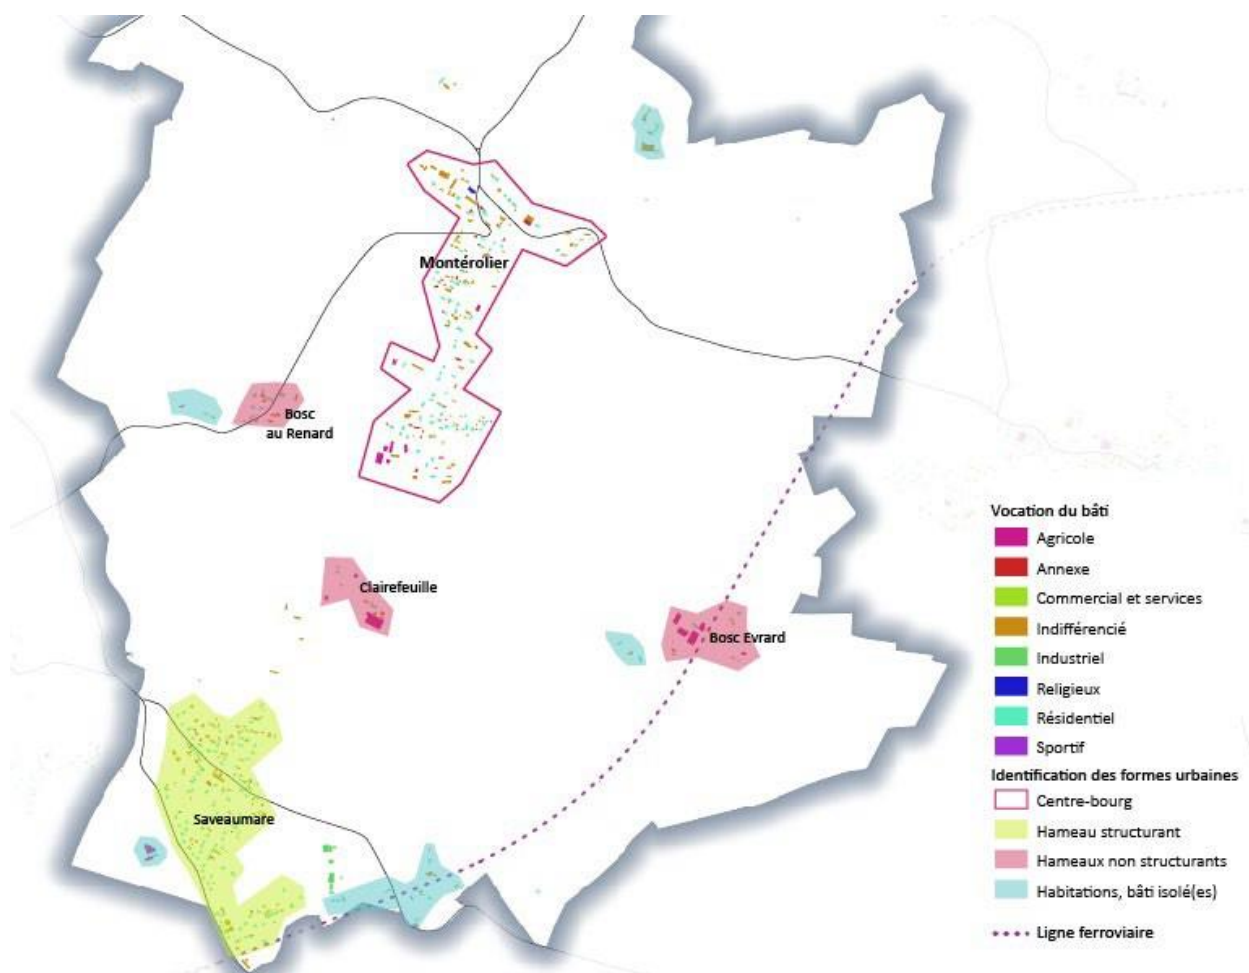 Montérolier
Bosc
au Renard
Clairefeuille
Bosc Evrard
Saveaumare
Vocation du bâti
Agricole
Annexe
Commercial et services
Indifférencié
Industriel
Religieux
Résidentiel
Sportif
Identification des formes urbaines
Centre-bourg
Hameau structurant
Hameaux non structurants
Habitations, bâti isolé(es)
Ligne ferroviaire